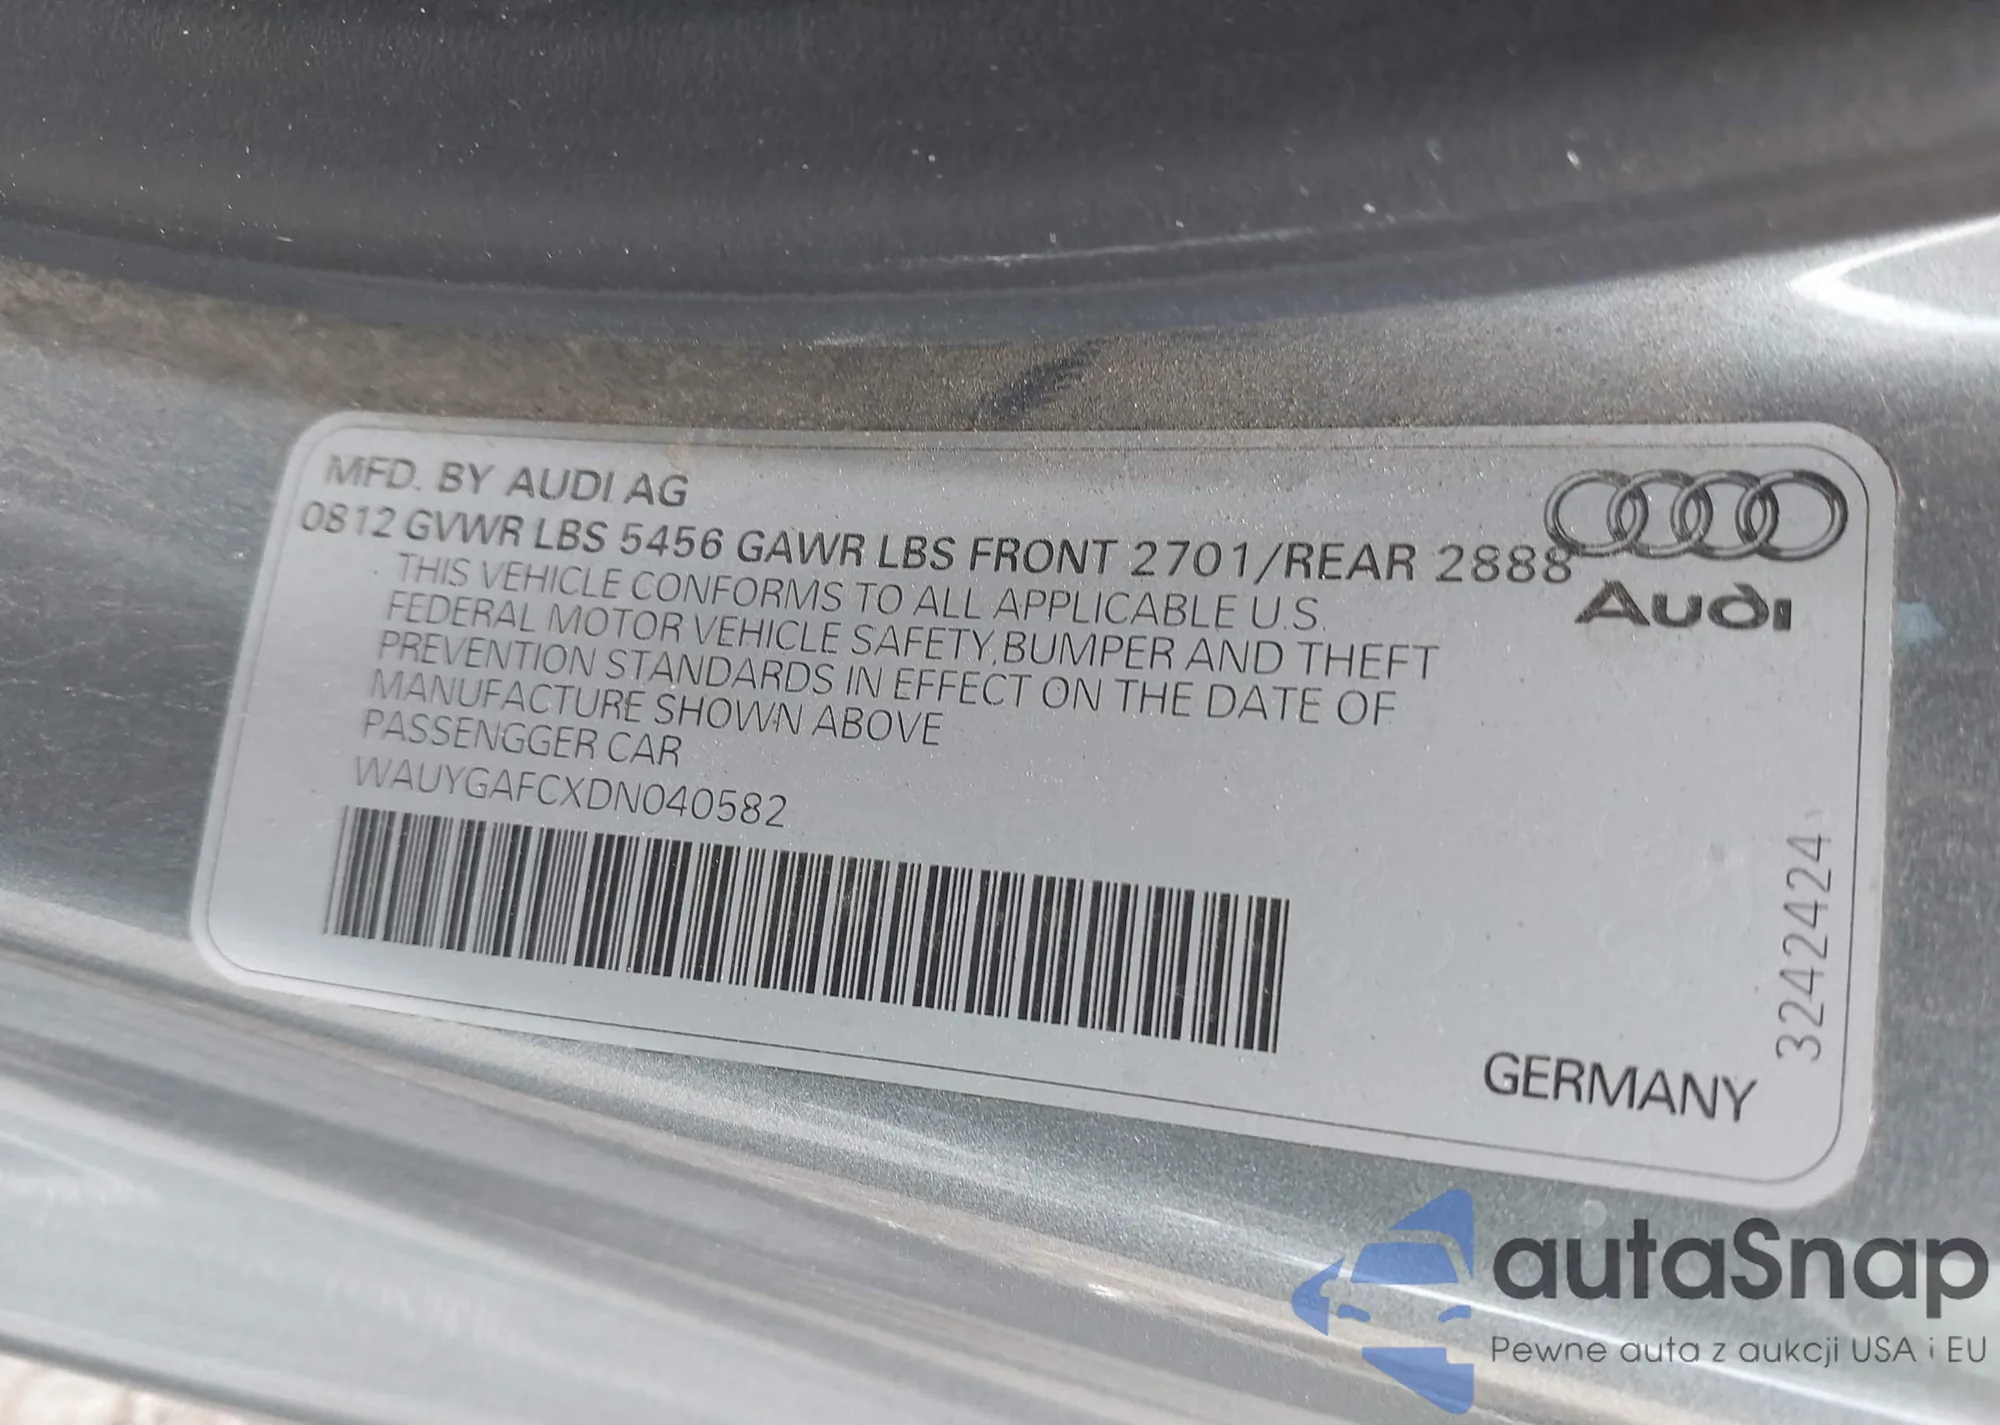 MFD. BY AUDI AG
0812 GVWR LBS 5456 GAWR LBS FRONT 2701/REAR 2888
THIS VEHICLE CONFORMS TO ALL APPLICABLE U.S.
FEDERAL MOTOR VEHICLE SAFETY,BUMPER AND THEFT
PREVENTION STANDARDS IN EFFECT ON THE DATE OF
MANUFACTURE SHOWN ABOVE
PASSENGGER CAR
WAUYGAFCXDN040582
Audi
3242424
GERMANY
autaSnap
Pewne auta z aukcji USA i EU